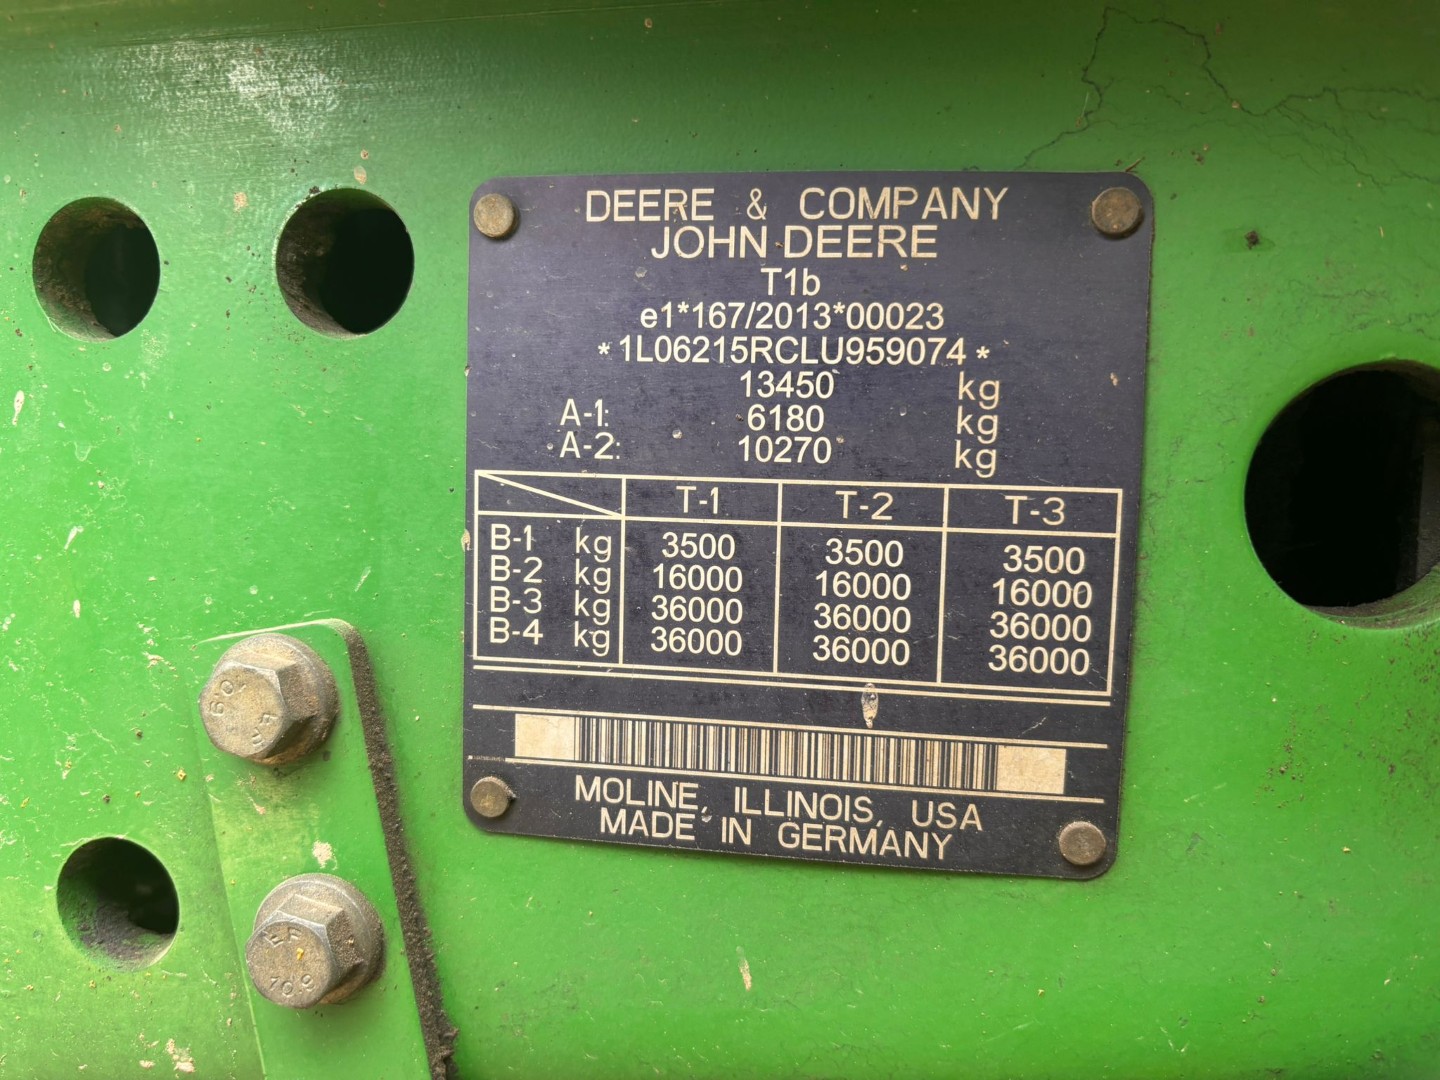 DEERE & COMPANY
JOHN DEERE
T1b
e1*167/2013*00023
*1L06215RCLU959074*
13450 kg
A-1: 6180 kg
A-2: 10270 kg
T-1 T-2 T-3
B-1 kg 3500 3500 3500
B-2 kg 16000 16000 16000
B-3 kg 36000 36000 36000
B-4 kg 36000 36000 36000
MOLINE, ILLINOIS, USA
MADE IN GERMANY
10.9